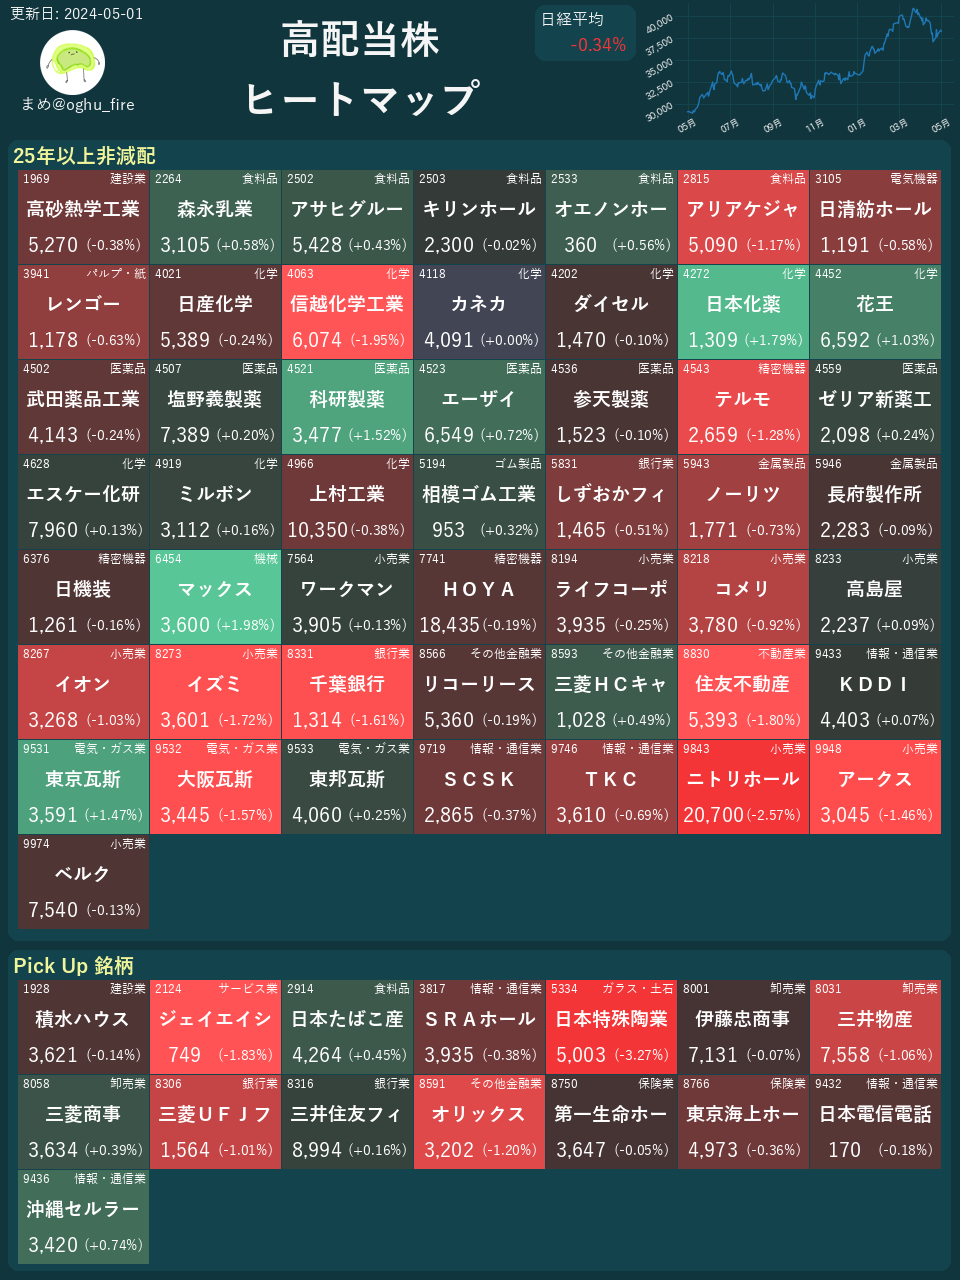 更新日: 2024-05-01
まめ@oghu_fire
高配当株
ヒートマップ
日経平均
-0.34%
40,000
37,500
35,000
32,500
30,000
05月 07月 09月 11月 01月 03月 05月
25年以上非減配
1969 建設業 2264 食料品 2502 食料品 2503 食料品 2533 食料品 2815 食料品 3105 電気機器
高砂熱学工業 森永乳業 アサヒグルー キリンホール オエノンホー アリアケジャ 日清紡ホール
5,270 (-0.38%) 3,105 (+0.58%) 5,428 (+0.43%) 2,300 (-0.02%) 360 (+0.56%) 5,090 (-1.17%) 1,191 (-0.58%)
3941 パルプ・紙 4021 化学 4063 化学 4118 化学 4202 化学 4272 化学 4452 化学
レンゴー 日産化学 信越化学工業 カネカ ダイセル 日本化薬 花王
1,178 (-0.63%) 5,389 (-0.24%) 6,074 (-1.95%) 4,091 (+0.00%) 1,470 (-0.10%) 1,309 (+1.79%) 6,592 (+1.03%)
4502 医薬品 4507 医薬品 4521 医薬品 4523 医薬品 4536 医薬品 4543 精密機器 4559 医薬品
武田薬品工業 塩野義製薬 科研製薬 エーザイ 参天製薬 テルモ ゼリア新薬工
4,143 (-0.24%) 7,389 (+0.20%) 3,477 (+1.52%) 6,549 (+0.72%) 1,523 (-0.10%) 2,659 (-1.28%) 2,098 (+0.24%)
4628 化学 4919 化学 4966 化学 5194 ゴム製品 5831 銀行業 5943 金属製品 5946 金属製品
エスケー化研 ミルボン 上村工業 相模ゴム工業 しずおかフィ ノーリツ 長府製作所
7,960 (+0.13%) 3,112 (+0.16%) 10,350 (-0.38%) 953 (+0.32%) 1,465 (-0.51%) 1,771 (-0.73%) 2,283 (-0.09%)
6376 精密機器 6454 機械 7564 小売業 7741 精密機器 8194 小売業 8218 小売業 8233 小売業
日機装 マックス ワークマン ＨＯＹＡ ライフコーポ コメリ 高島屋
1,261 (-0.16%) 3,600 (+1.98%) 3,905 (+0.13%) 18,435 (-0.19%) 3,935 (-0.25%) 3,780 (-0.92%) 2,237 (+0.09%)
8267 小売業 8273 小売業 8331 銀行業 8566 その他金融業 8593 その他金融業 8830 不動産業 9433 情報・通信業
イオン イズミ 千葉銀行 リコーリース 三菱ＨＣキャ 住友不動産 ＫＤＤＩ
3,268 (-1.03%) 3,601 (-1.72%) 1,314 (-1.61%) 5,360 (-0.19%) 1,028 (+0.49%) 5,393 (-1.80%) 4,403 (+0.07%)
9531 電気・ガス業 9532 電気・ガス業 9533 電気・ガス業 9719 情報・通信業 9746 情報・通信業 9843 小売業 9948 小売業
東京瓦斯 大阪瓦斯 東邦瓦斯 ＳＣＳＫ ＴＫＣ ニトリホール アークス
3,591 (+1.47%) 3,445 (-1.57%) 4,060 (+0.25%) 2,865 (-0.37%) 3,610 (-0.69%) 20,700 (-2.57%) 3,045 (-1.46%)
9974 小売業
ベルク
7,540 (-0.13%)
Pick Up 銘柄
1928 建設業 2124 サービス業 2914 食料品 3817 情報・通信業 5334 ガラス・土石 8001 卸売業 8031 卸売業
積水ハウス ジェイエイシ 日本たばこ産 ＳＲＡホール 日本特殊陶業 伊藤忠商事 三井物産
3,621 (-0.14%) 749 (-1.83%) 4,264 (+0.45%) 3,935 (-0.38%) 5,003 (-3.27%) 7,131 (-0.07%) 7,558 (-1.06%)
8058 卸売業 8306 銀行業 8316 銀行業 8591 その他金融業 8750 保険業 8766 保険業 9432 情報・通信業
三菱商事 三菱ＵＦＪフ 三井住友フィ オリックス 第一生命ホー 東京海上ホー 日本電信電話
3,634 (+0.39%) 1,564 (-1.01%) 8,994 (+0.16%) 3,202 (-1.20%) 3,647 (-0.05%) 4,973 (-0.36%) 170 (-0.18%)
9436 情報・通信業
沖縄セルラー
3,420 (+0.74%)